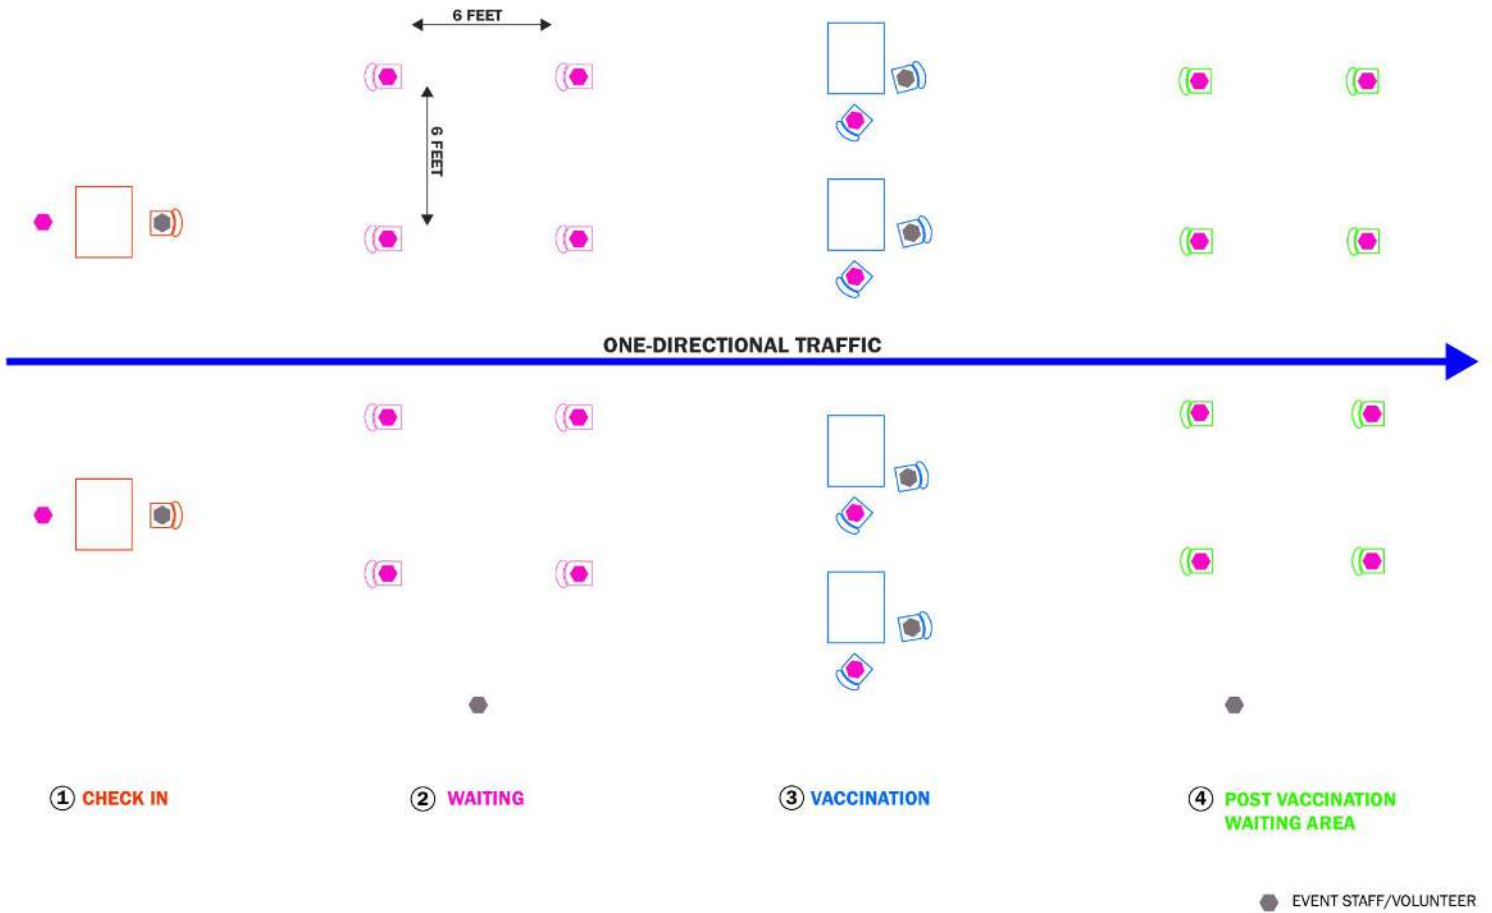 6 FEET
6 FEET
ONE-DIRECTIONAL TRAFFIC
1 CHECK IN
2 WAITING
3 VACCINATION
4 POST VACCINATION
WAITING AREA
EVENT STAFF/VOLUNTEER